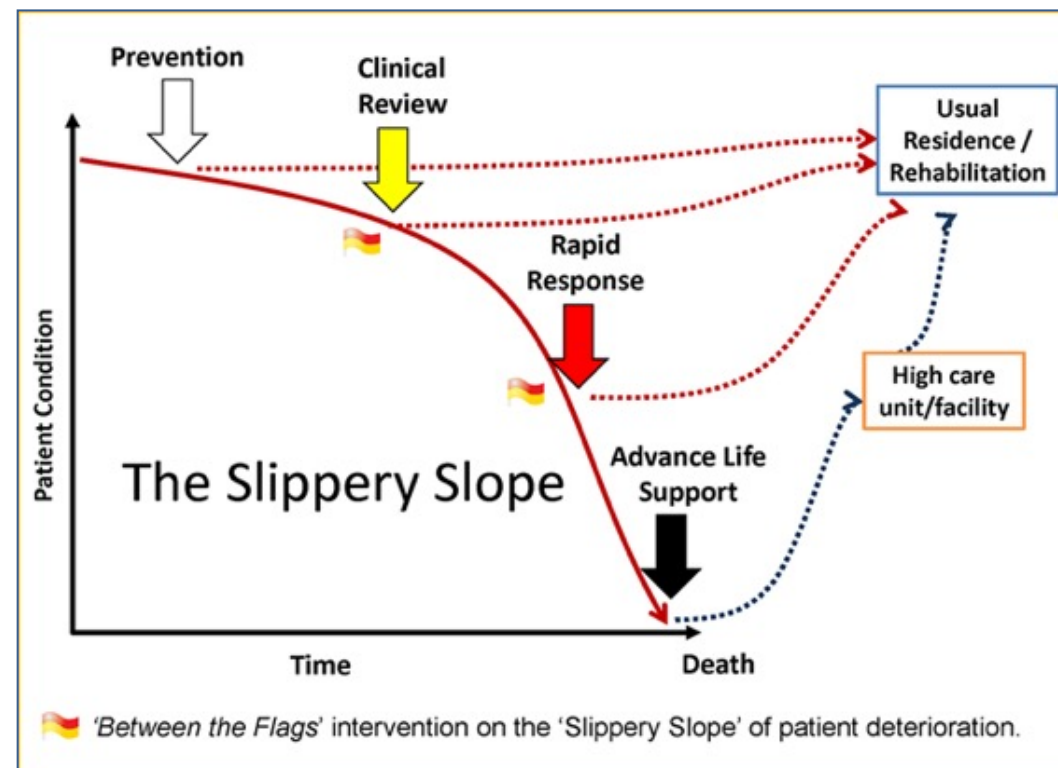 Prevention
Clinical
Review
Usual
Residence /
Rehabilitation
Rapid
Response
High care
unit/facility
Patient Condition
The Slippery Slope
Advance Life
Support
Time
Death
'Between the Flags' intervention on the 'Slippery Slope' of patient deterioration.